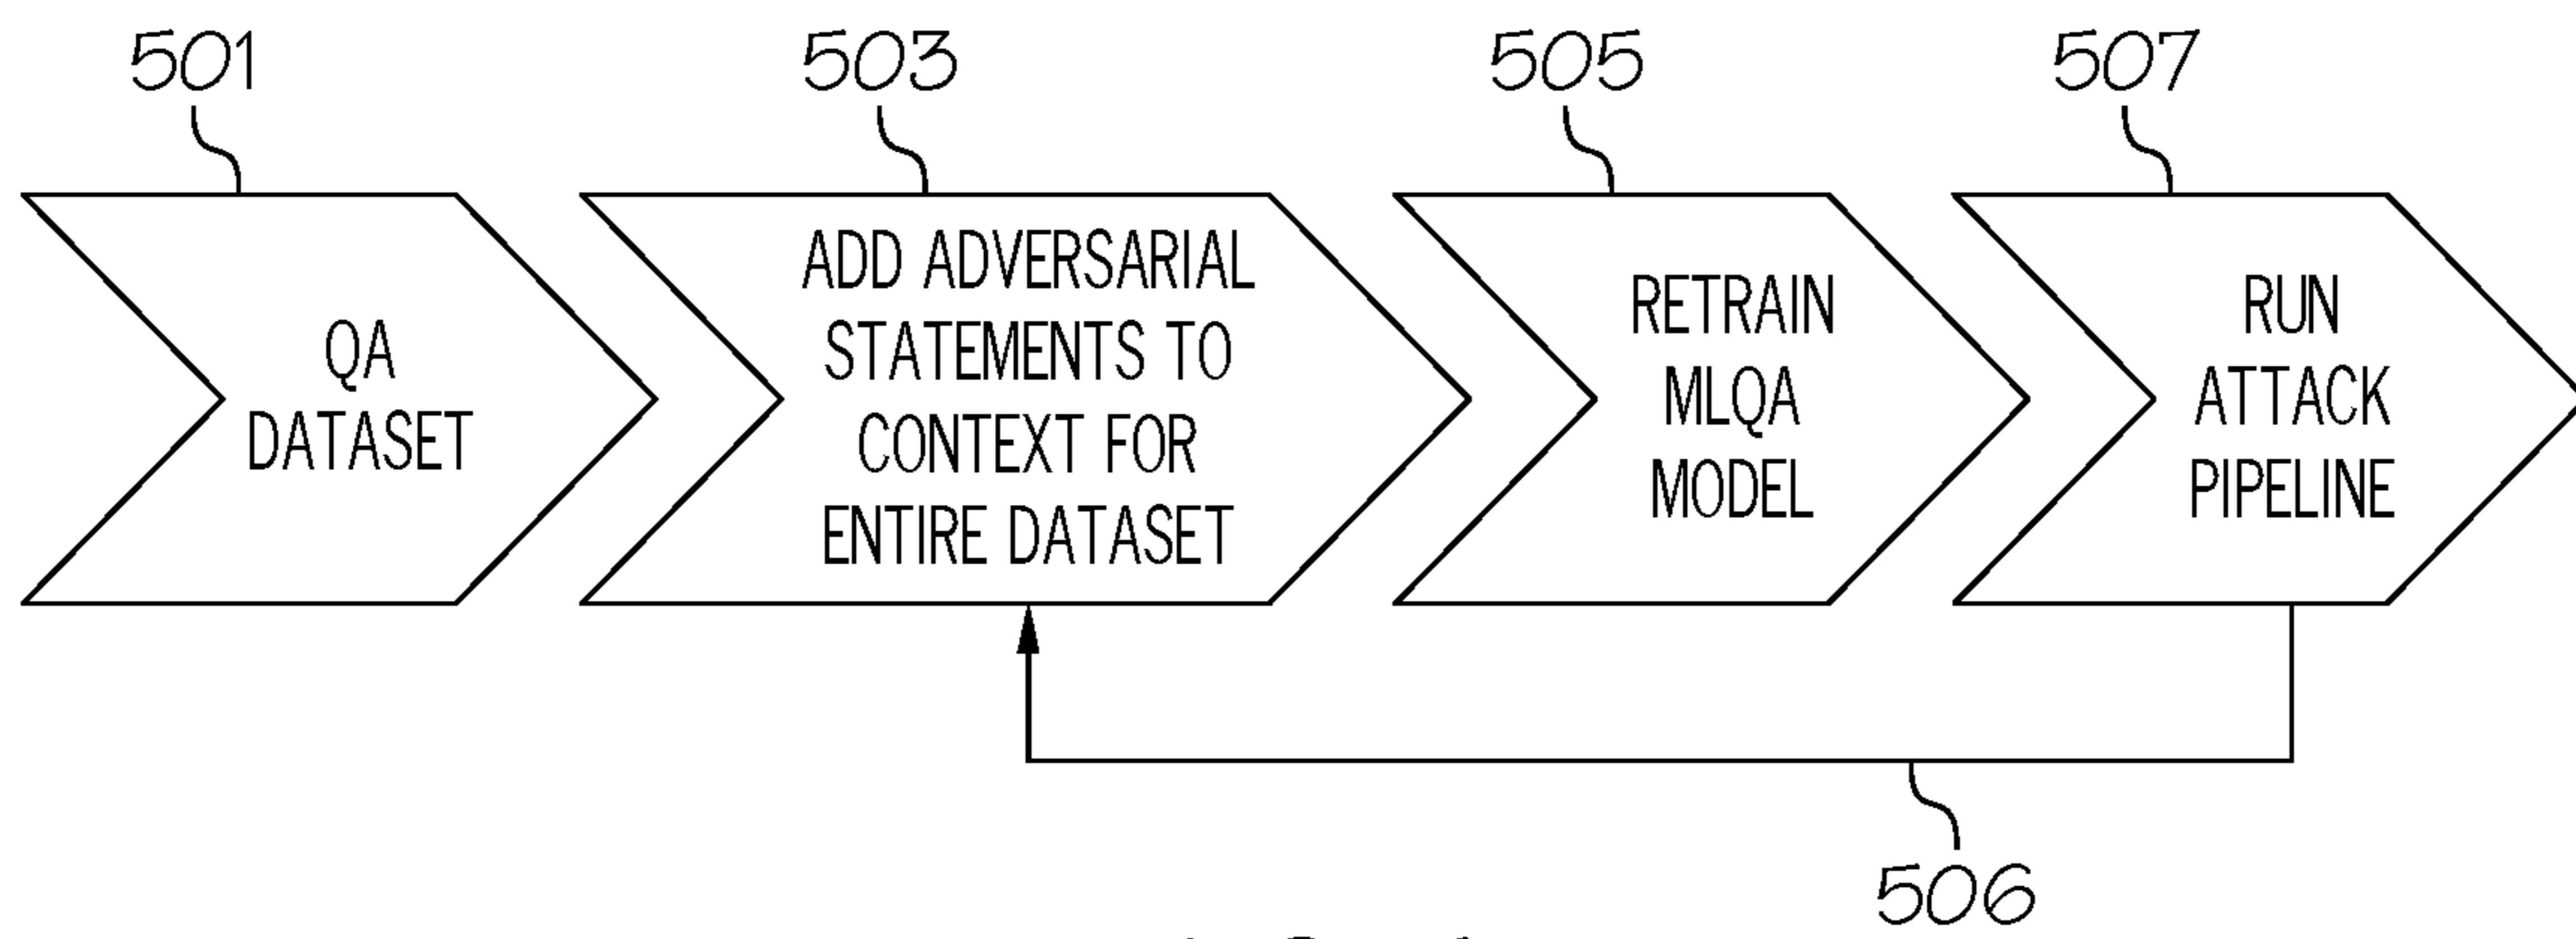 501
503
505
507
QA
DATASET
ADD ADVERSARIAL
STATEMENTS TO
CONTEXT FOR
ENTIRE DATASET
RETRAIN
MLQA
MODEL
RUN
ATTACK
PIPELINE
506